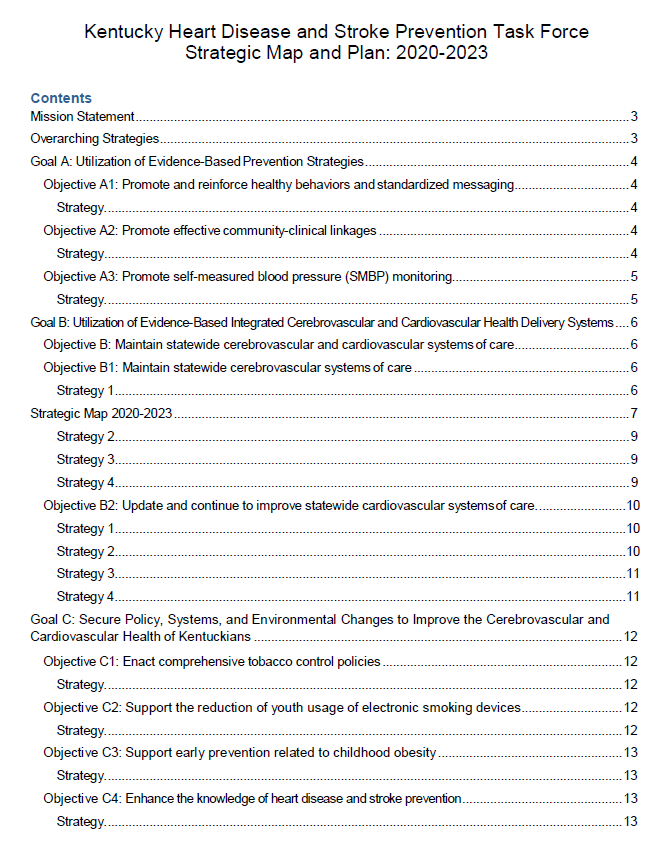 Kentucky Heart Disease and Stroke Prevention Task Force
Strategic Map and Plan: 2020-2023
Contents
Mission Statement 3
Overarching Strategies 3
Goal A: Utilization of Evidence-Based Prevention Strategies 4
Objective A1: Promote and reinforce healthy behaviors and standardized messaging 4
Strategy 4
Objective A2: Promote effective community-clinical linkages 4
Strategy 4
Objective A3: Promote self-measured blood pressure (SMBP) monitoring 5
Strategy 5
Goal B: Utilization of Evidence-Based Integrated Cerebrovascular and Cardiovascular Health Delivery Systems 6
Objective B: Maintain statewide cerebrovascular and cardiovascular systems of care 6
Objective B1: Maintain statewide cerebrovascular systems of care 6
Strategy 1 6
Strategic Map 2020-2023 7
Strategy 2 9
Strategy 3 9
Strategy 4 9
Objective B2: Update and continue to improve statewide cardiovascular systems of care 10
Strategy 1 10
Strategy 2 10
Strategy 3 11
Strategy 4 11
Goal C: Secure Policy, Systems, and Environmental Changes to Improve the Cerebrovascular and
Cardiovascular Health of Kentuckians 12
Objective C1: Enact comprehensive tobacco control policies 12
Strategy 12
Objective C2: Support the reduction of youth usage of electronic smoking devices 12
Strategy 12
Objective C3: Support early prevention related to childhood obesity 13
Strategy 13
Objective C4: Enhance the knowledge of heart disease and stroke prevention 13
Strategy 13